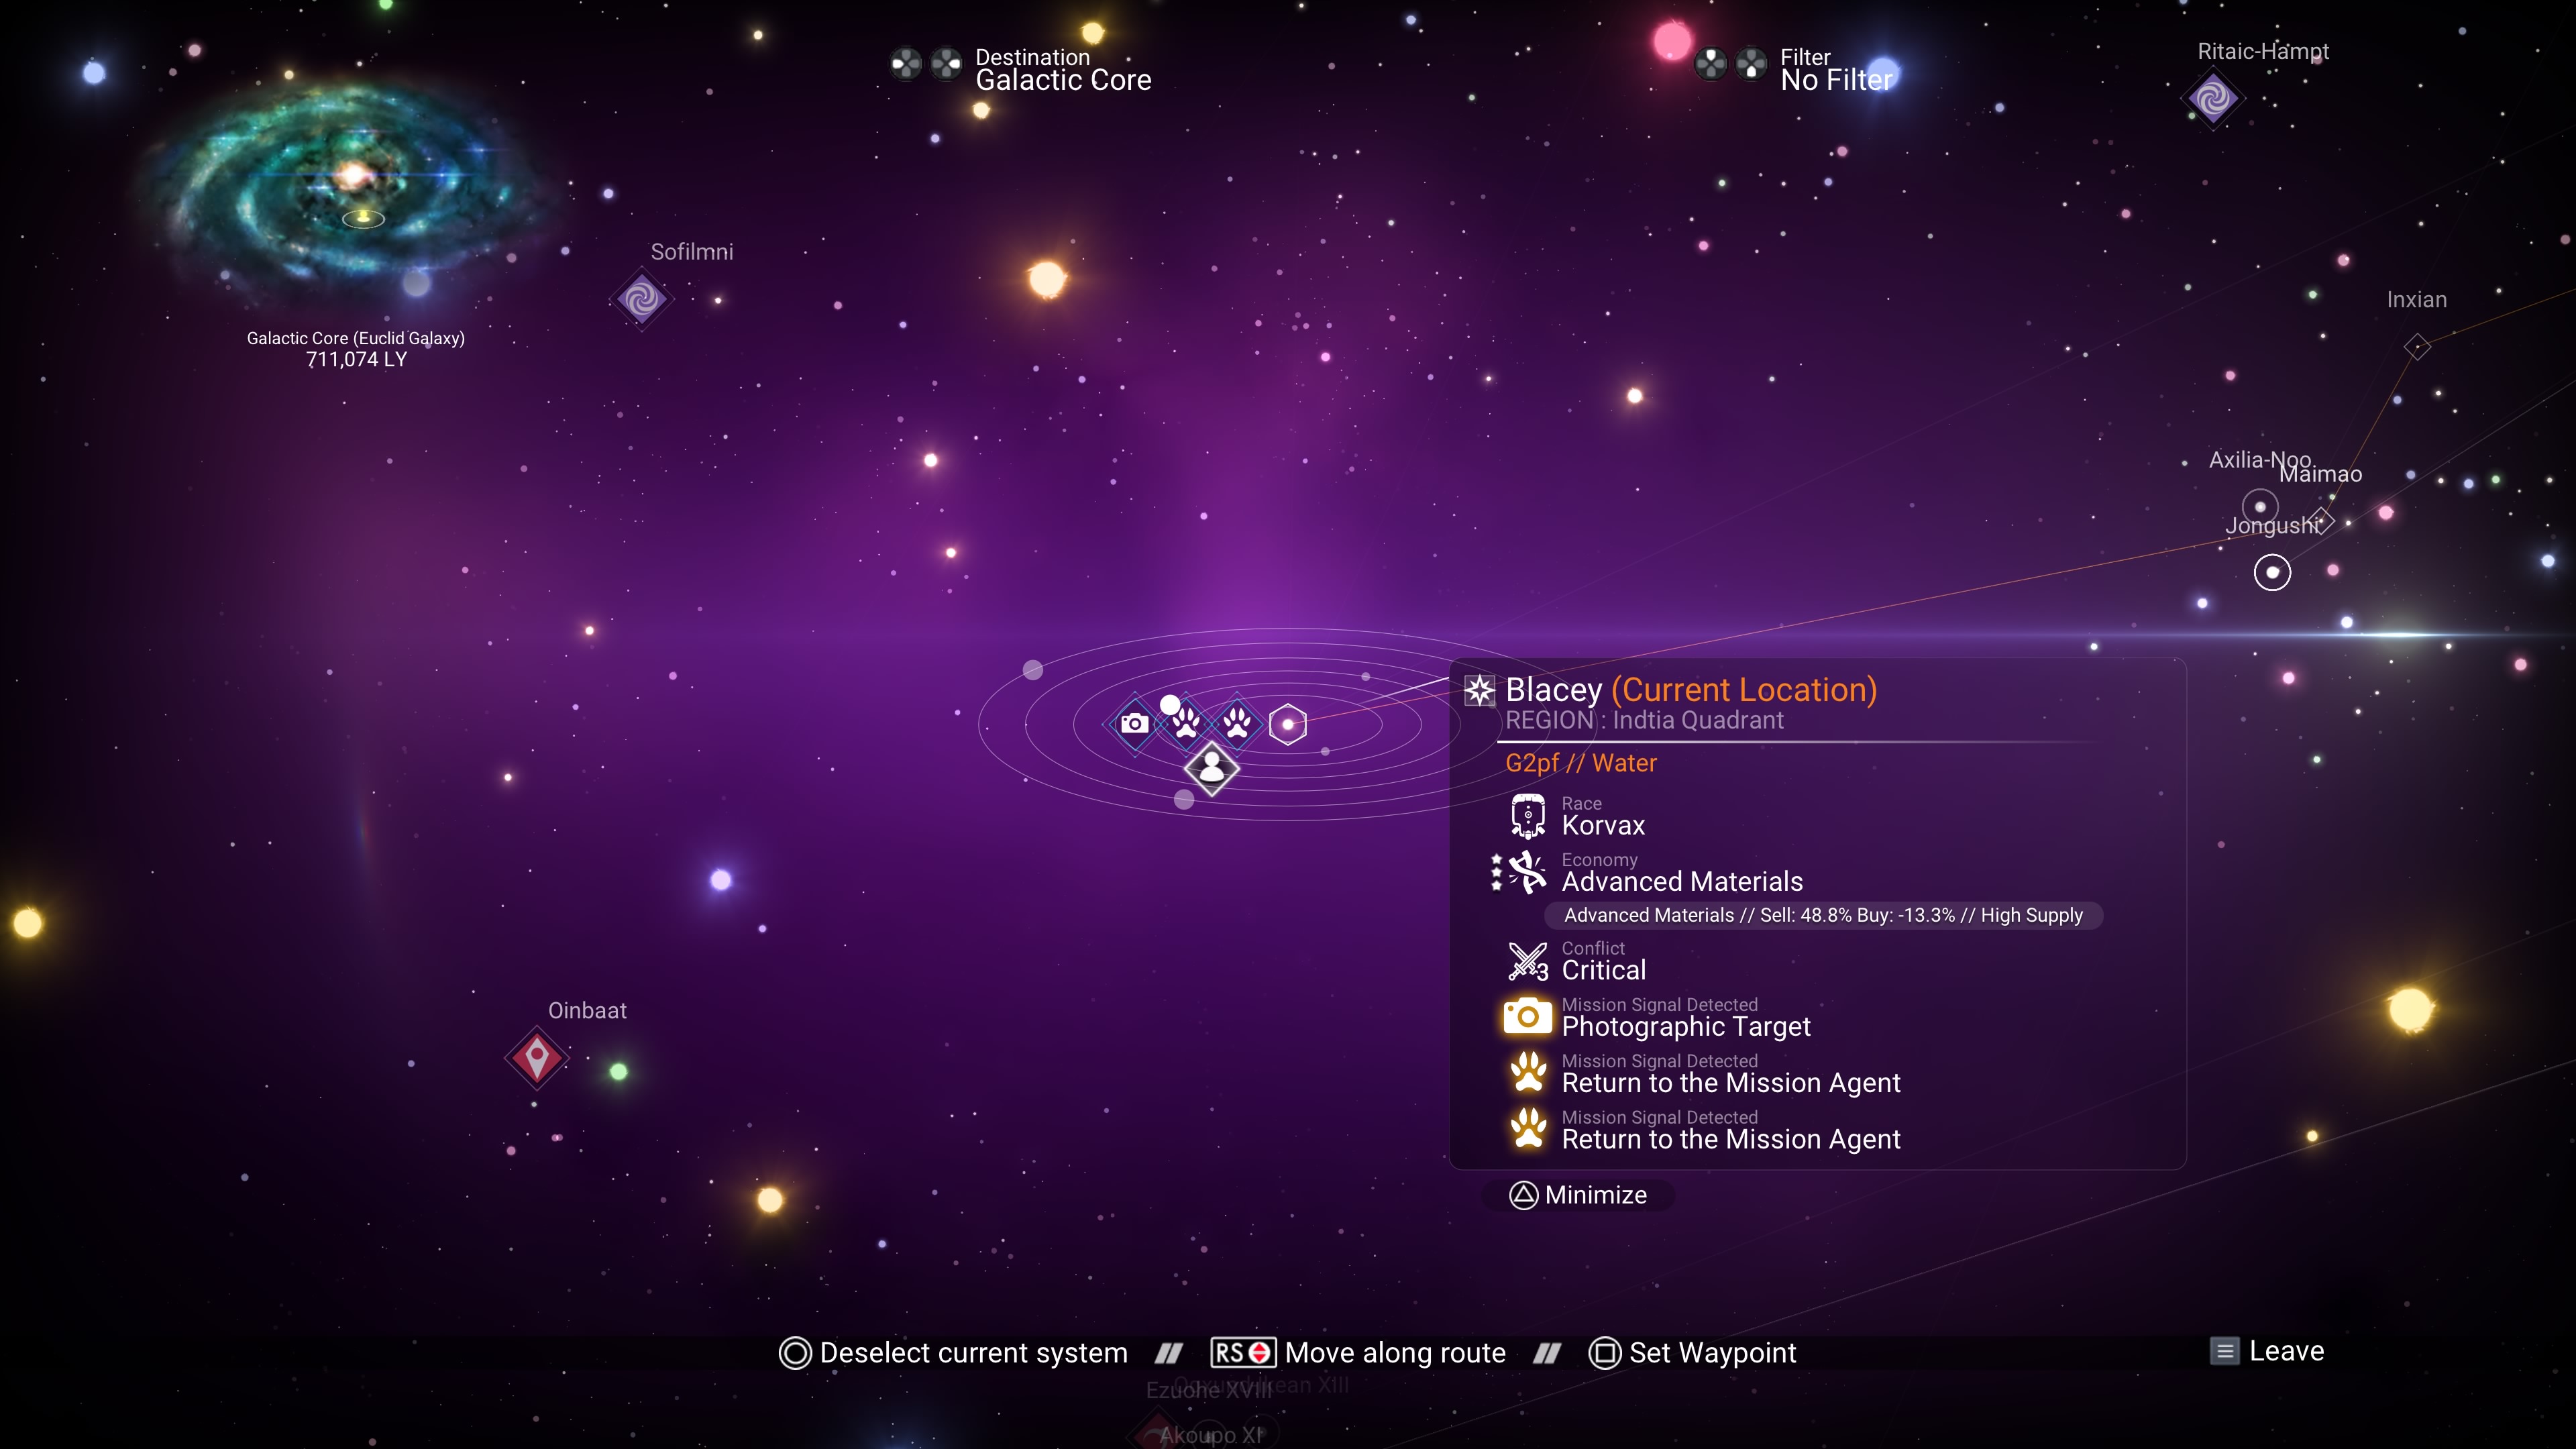 Destination
Galactic Core
Filter
No Filter
Ritaic-Hampt
Sofilmni
Galactic Core (Euclid Galaxy)
711,074 LY
Inxian
Axilia-Noo
Maimao
Jongushi
Blacey (Current Location)
REGION : Indtia Quadrant
G2pf // Water
Race
Korvax
Economy
Advanced Materials
Advanced Materials // Sell: 48.8% Buy: -13.3% // High Supply
Conflict
3
Critical
Mission Signal Detected
Photographic Target
Mission Signal Detected
Return to the Mission Agent
Mission Signal Detected
Return to the Mission Agent
Oinbaat
Minimize
Deselect current system // RS Move along route // Set Waypoint
Leave
Ezuohe XVIII
Akoupo XI